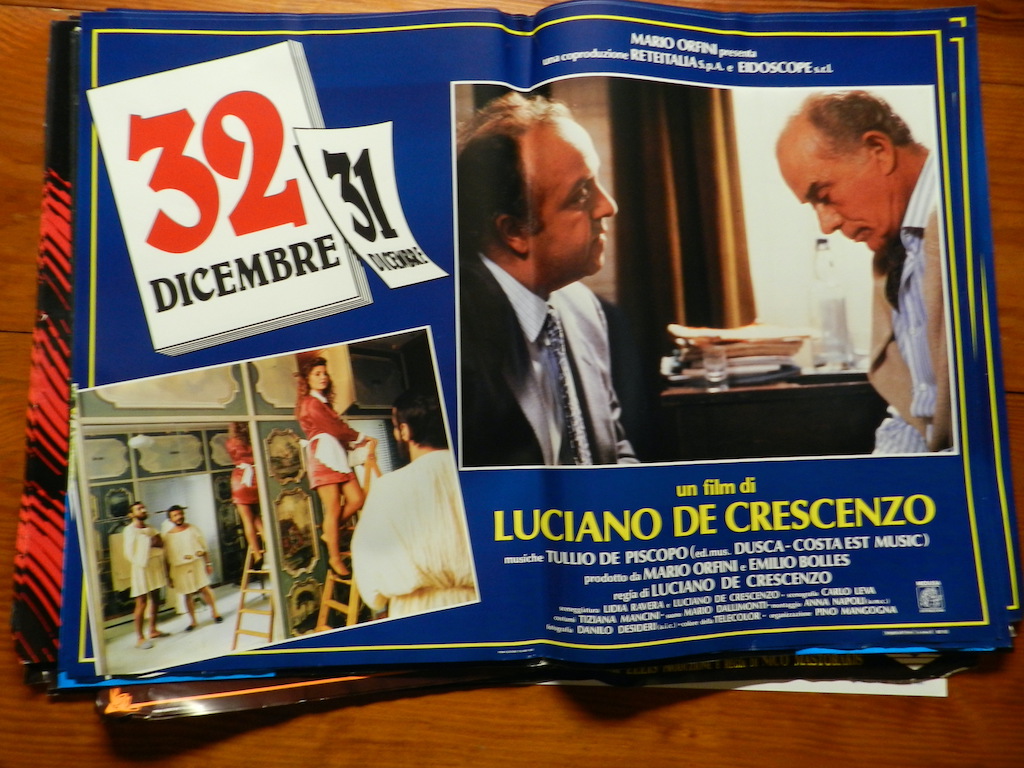 MARIO ORFINI presenta
una coproduzione RETEITALIA S.p.A. e EIDOSCOPE s.r.l.
32
DICEMBRE
31
DICEMBRE
un film di
LUCIANO DE CRESCENZO
musiche TULLIO DE PISCOPO (ed. mus. DUSCA-COSTA EST MUSIC)
prodotto da MARIO ORFINI e EMILIO BOLLES
regia di LUCIANO DE CRESCENZO
sceneggiatura LIDIA RAVERA e LUCIANO DE CRESCENZO - scenografia CARLO LEVA
costumi TIZIANA MANCINI - suono MARIO DALLIMONTI - montaggio ANNA NAPOLI (a.m.c.)
fotografia DANILO DESIDERI (a.i.c.) - colore della TELECOLOR - organizzazione PINO MANGOGNA
NICO MASTORAKIS